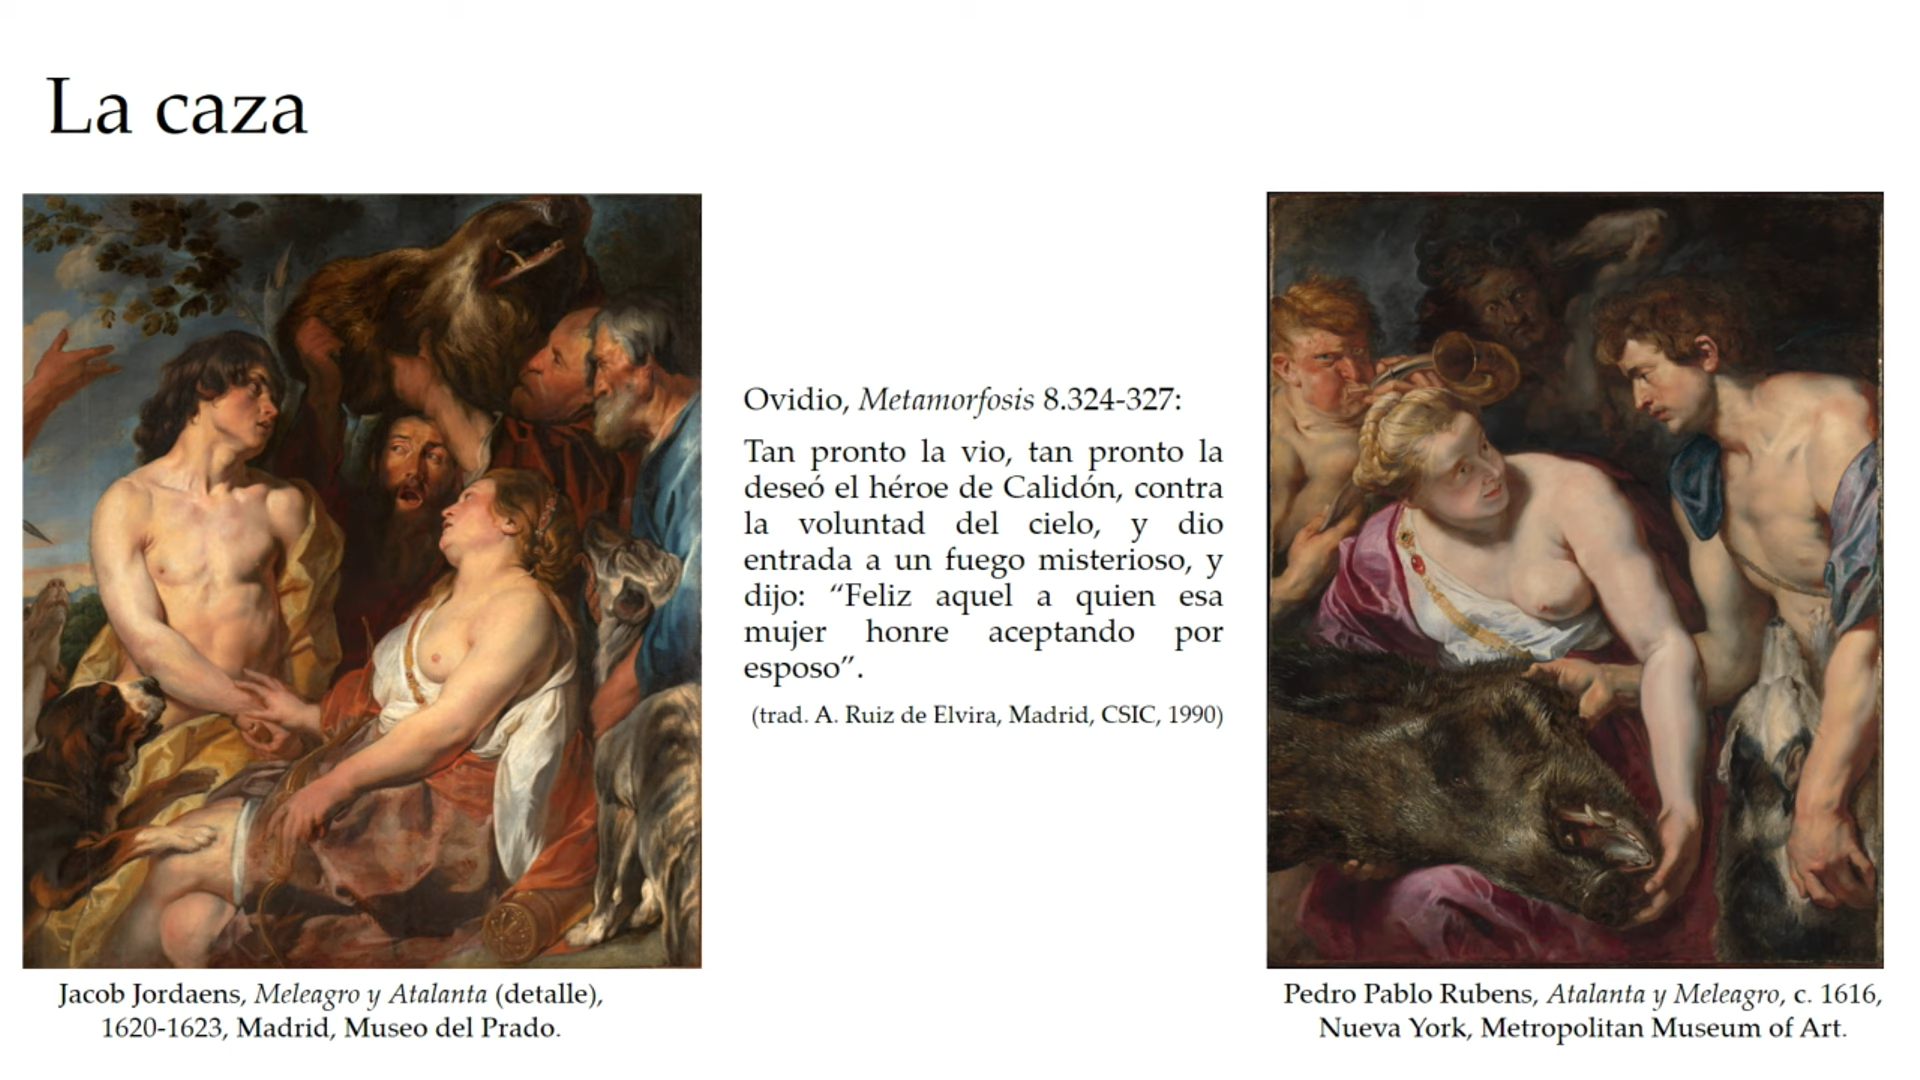 La caza
Ovidio, Metamorfosis 8.324-327:
Tan pronto la vio, tan pronto la
deseó el héroe de Calidón, contra
la voluntad del cielo, y dio
entrada a un fuego misterioso, y
dijo: “Feliz aquel a quien esa
mujer honre aceptando por
esposo”.
(trad. A. Ruiz de Elvira, Madrid, CSIC, 1990)
Jacob Jordaens, Meleagro y Atalanta (detalle),
1620-1623, Madrid, Museo del Prado.
Pedro Pablo Rubens, Atalanta y Meleagro, c. 1616,
Nueva York, Metropolitan Museum of Art.